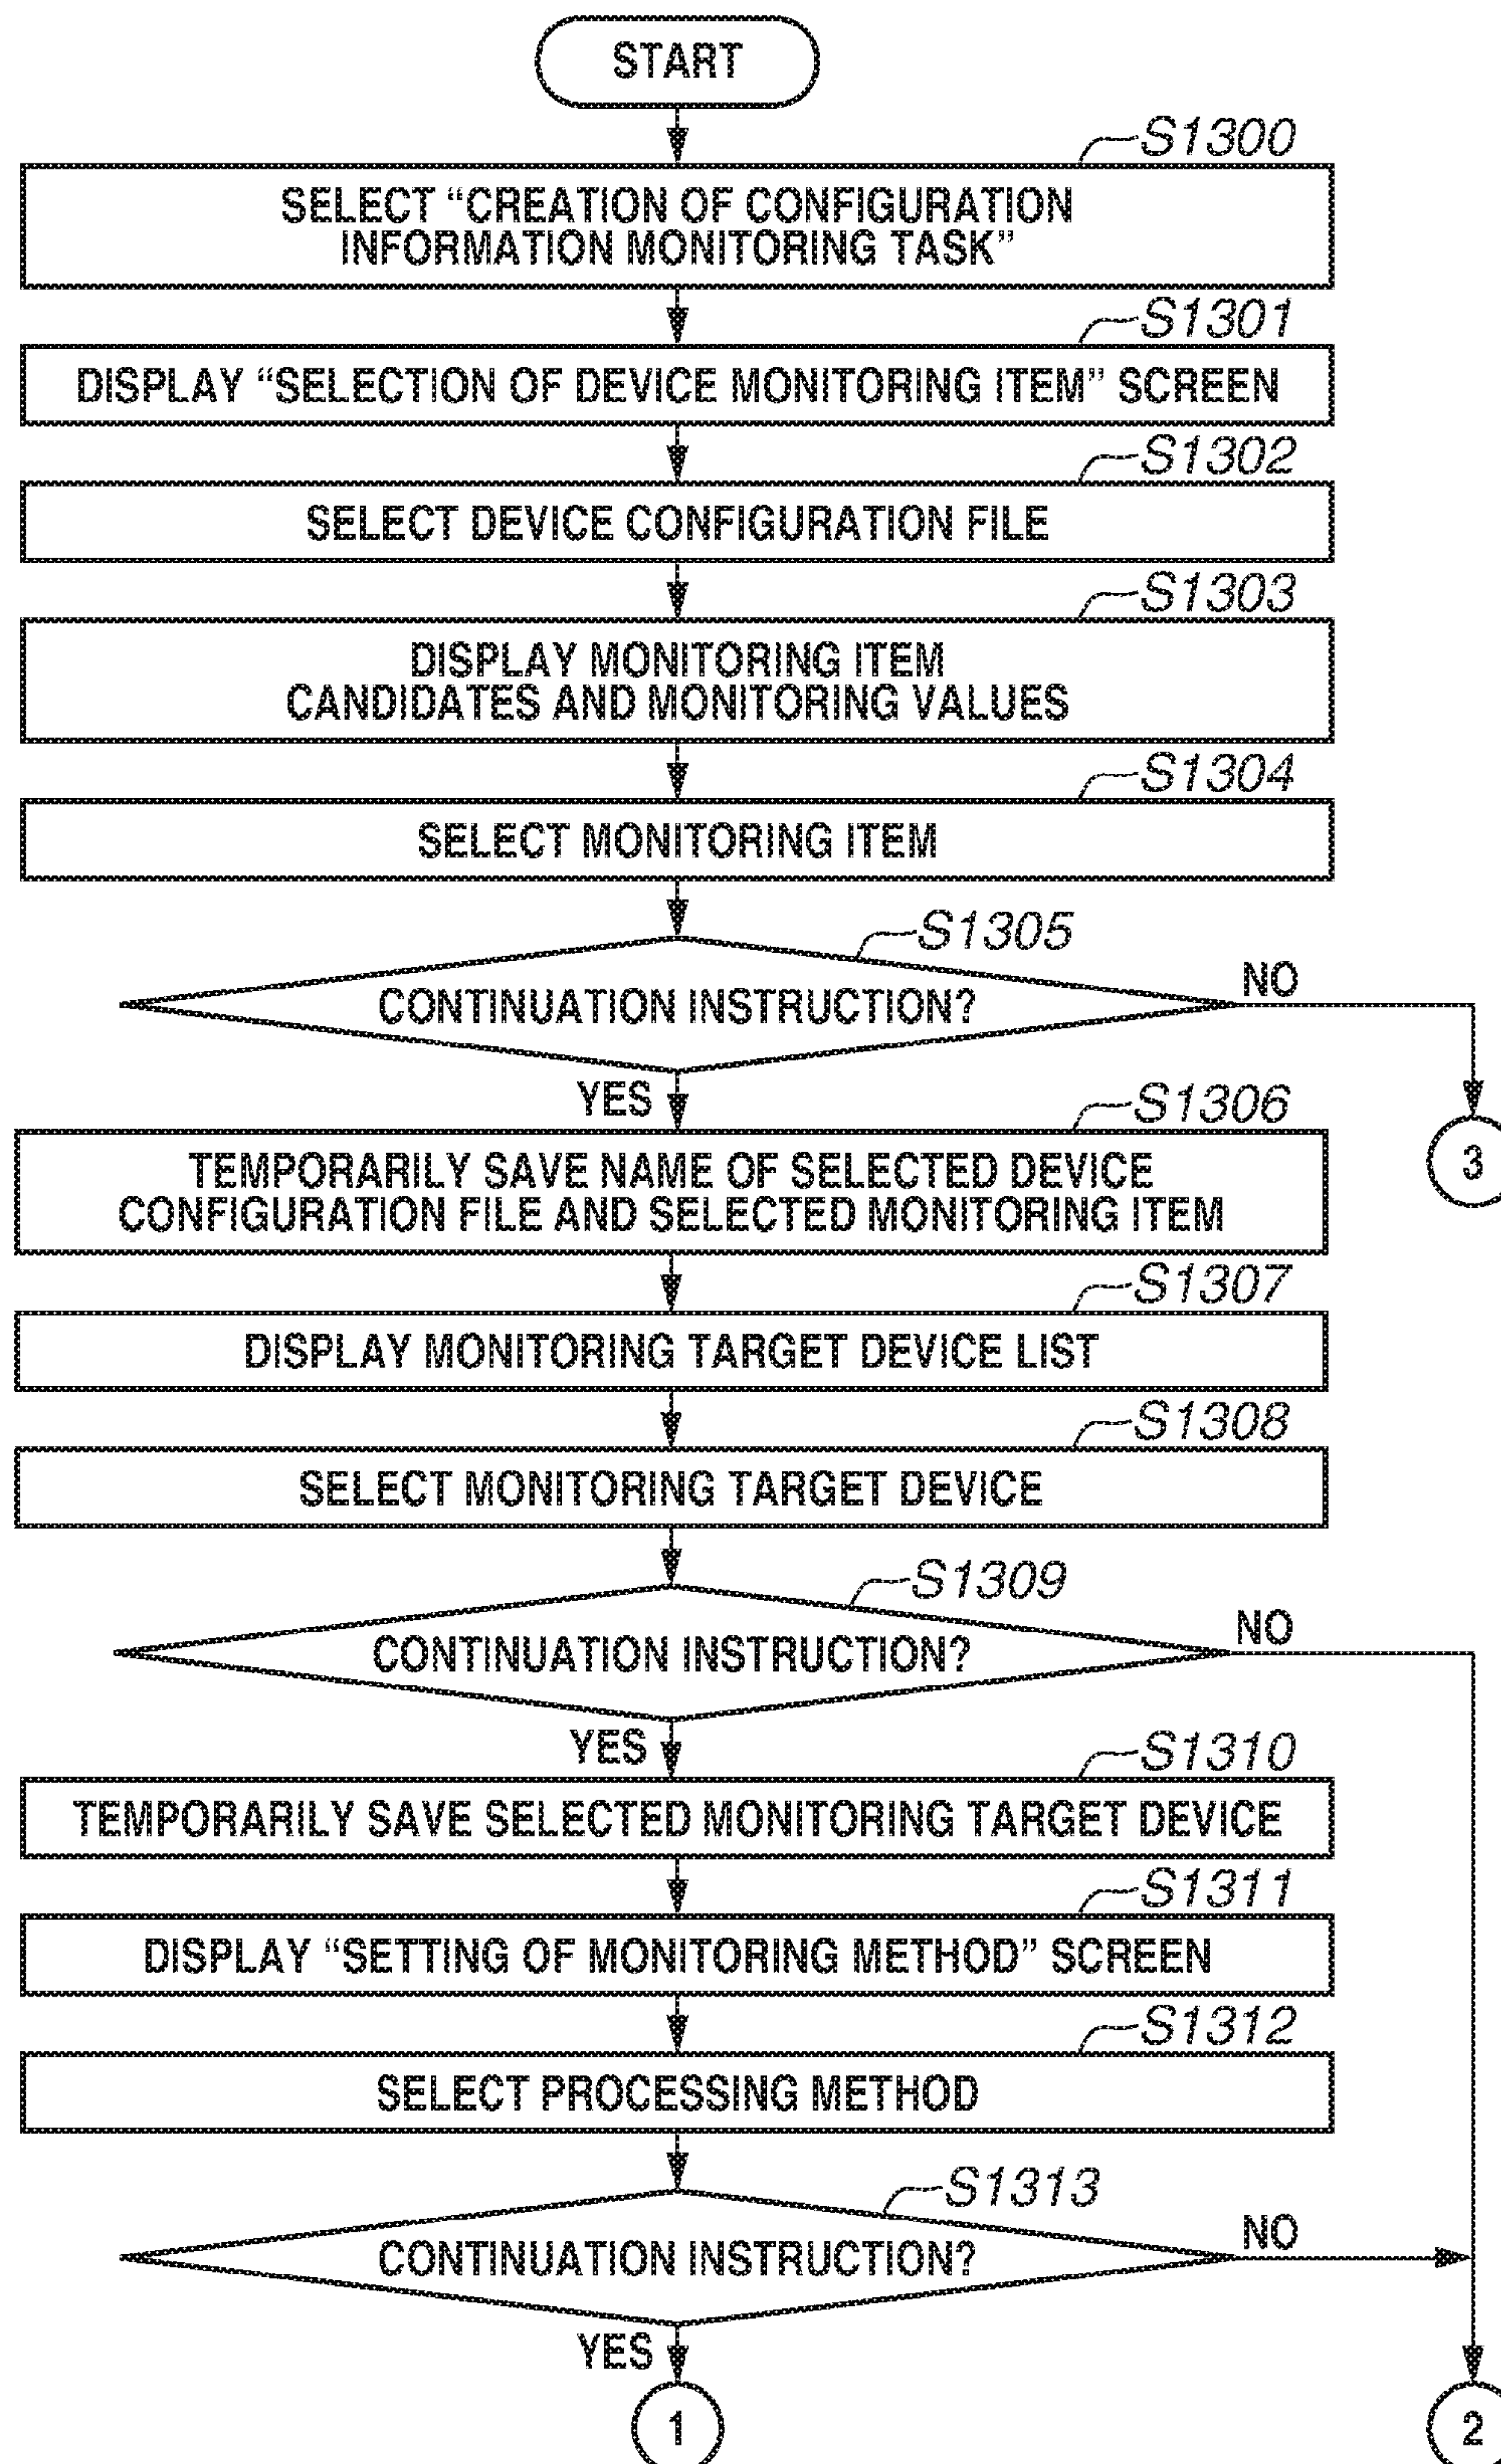 START
S1300
SELECT “CREATION OF CONFIGURATION
INFORMATION MONITORING TASK”
S1301
DISPLAY “SELECTION OF DEVICE MONITORING ITEM” SCREEN
S1302
SELECT DEVICE CONFIGURATION FILE
S1303
DISPLAY MONITORING ITEM
CANDIDATES AND MONITORING VALUES
S1304
SELECT MONITORING ITEM
S1305
CONTINUATION INSTRUCTION?
NO
YES
3
S1306
TEMPORARILY SAVE NAME OF SELECTED DEVICE
CONFIGURATION FILE AND SELECTED MONITORING ITEM
S1307
DISPLAY MONITORING TARGET DEVICE LIST
S1308
SELECT MONITORING TARGET DEVICE
S1309
CONTINUATION INSTRUCTION?
NO
YES
S1310
TEMPORARILY SAVE SELECTED MONITORING TARGET DEVICE
S1311
DISPLAY “SETTING OF MONITORING METHOD” SCREEN
S1312
SELECT PROCESSING METHOD
S1313
CONTINUATION INSTRUCTION?
NO
YES
1
2